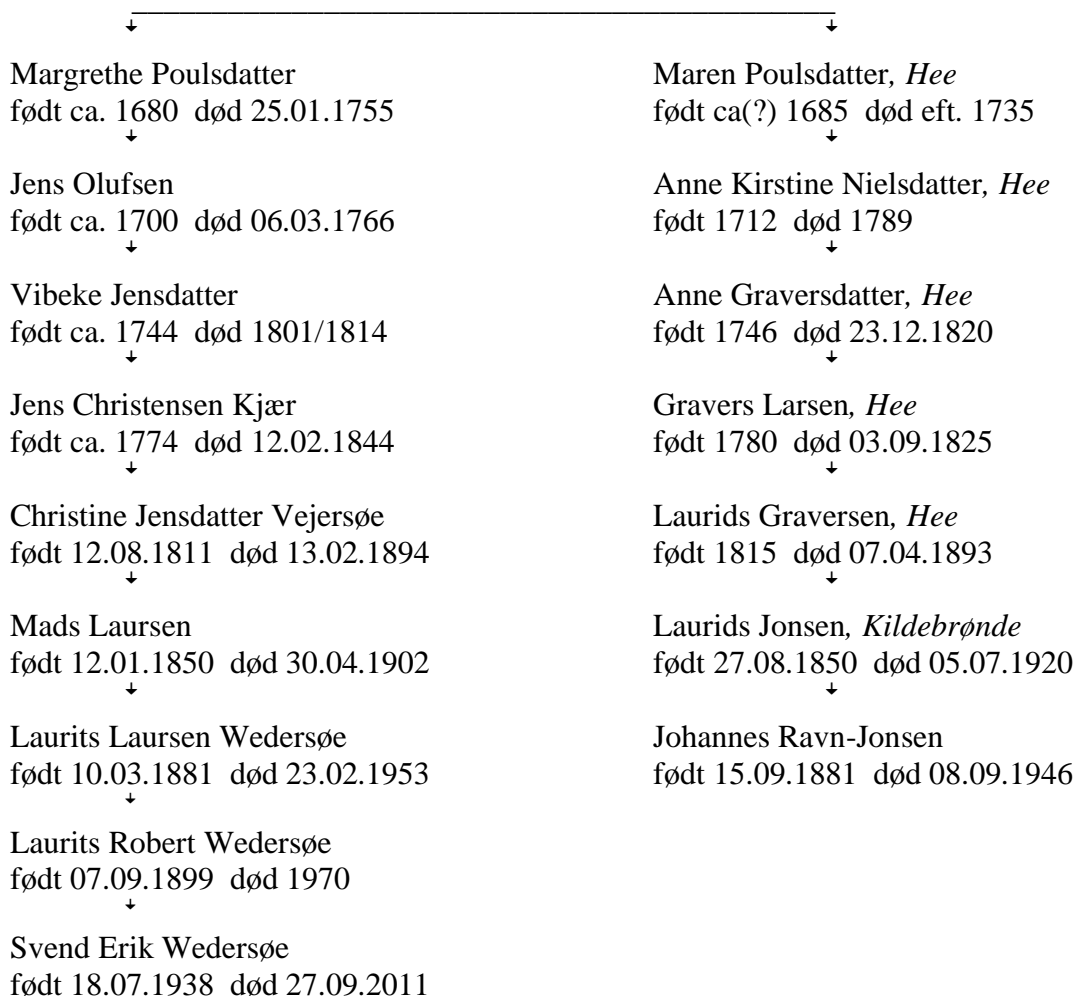 Margrethe Poulsdatter
født ca. 1680 død 25.01.1755
Jens Olufsen
født ca. 1700 død 06.03.1766
Vibeke Jensdatter
født ca. 1744 død 1801/1814
Jens Christensen Kjær
født ca. 1774 død 12.02.1844
Christine Jensdatter Vejersøe
født 12.08.1811 død 13.02.1894
Mads Laursen
født 12.01.1850 død 30.04.1902
Laurits Laursen Wedersøe
født 10.03.1881 død 23.02.1953
Laurits Robert Wedersøe
født 07.09.1899 død 1970
Svend Erik Wedersøe
født 18.07.1938 død 27.09.2011
Maren Poulsdatter, Hee
født ca(?) 1685 død eft. 1735
Anne Kirstine Nielsdatter, Hee
født 1712 død 1789
Anne Graversdatter, Hee
født 1746 død 23.12.1820
Gravers Larsen, Hee
født 1780 død 03.09.1825
Laurids Graversen, Hee
født 1815 død 07.04.1893
Laurids Jonsen, Kildebrønde
født 27.08.1850 død 05.07.1920
Johannes Ravn-Jonsen
født 15.09.1881 død 08.09.1946